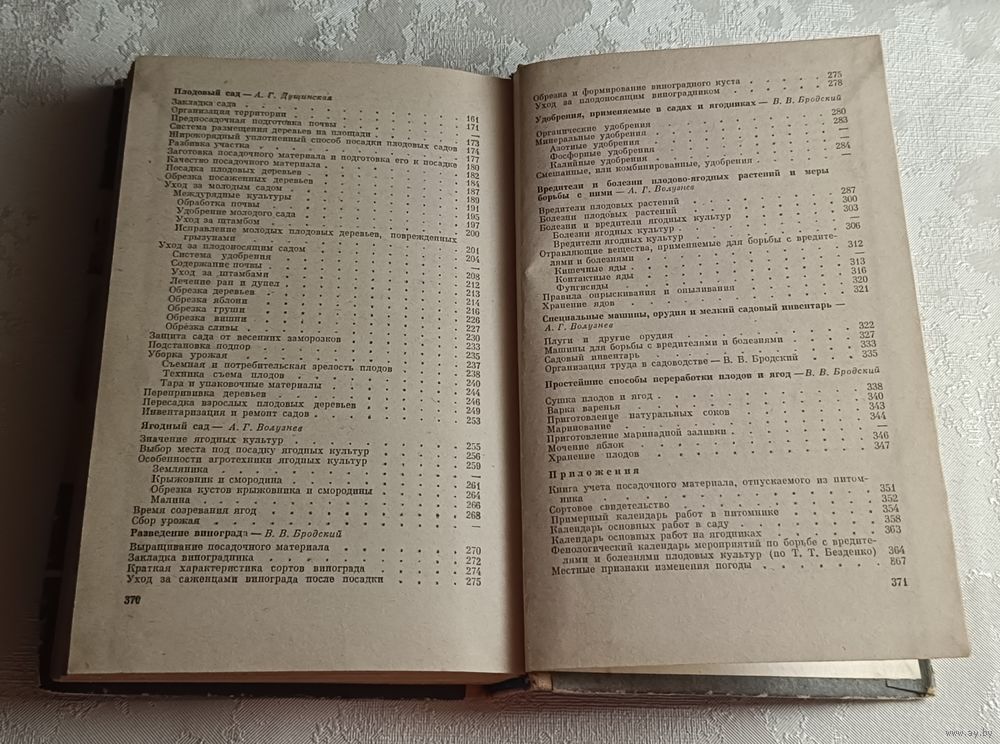 Плодовый сад — А. Г. Дущинская
Закладка сада
Организация территории 161
Предпосадочная подготовка почвы 171
Система размещения деревьев на площади —
Широкорядный уплотненный способ посадки плодовых садов 173
Разбивка участка 174
Заготовка посадочного материала и подготовка его к посадке 177
Качество посадочного материала 180
Посадка плодовых деревьев 182
Обрезка посаженных деревьев 184
Уход за молодым садом 187
Междурядные культуры 189
Обработка почвы 191
Удобрение молодого сада 195
Уход за штамбом 197
Исправление молодых плодовых деревьев, поврежденных 200
грызунами
Уход за плодоносящим садом 201
Система удобрения 204
Содержание почвы —
Уход за штамбами 208
Лечение ран и дупел 212
Обрезка деревьев 213
Обрезка яблони 214
Обрезка груши 216
Обрезка вишни 226
Обрезка сливы 227
Защита сада от весенних заморозков 230
Подстановка подпор 233
Уборка урожая 235
Съемная и потребительская зрелость плодов 237
Техника съема плодов 238
Тара и упаковочные материалы 240
Перепрививка деревьев 244
Пересадка взрослых плодовых деревьев 246
Инвентаризация и ремонт садов 249
253
Ягодный сад — А. Г. Волузнев
Значение ягодных культур 255
Выбор места под посадку ягодных культур 256
Особенности агротехники ягодных культур 259
Земляника
Крыжовник и смородина 261
Обрезка кустов крыжовника и смородины 264
Малина 266
Время созревания ягод 268
Сбор урожая
Разведение винограда — В. В. Бродский
Выращивание посадочного материала 270
Закладка виноградника 272
Краткая характеристика сортов винограда 274
Уход за саженцами винограда после посадки 275
370
Обрезка и формирование виноградного куста 275
Уход за плодоносящим виноградником 278
Удобрения, применяемые в садах и ягодниках — В. В. Бродский
Органические удобрения 280
Минеральные удобрения 283
Азотные удобрения —
Фосфорные удобрения —
Калийные удобрения 284
Смешанные, или комбинированные, удобрения —
Вредители и болезни плодово-ягодных растений и меры
борьбы с ними — А. Г. Волузнев
Вредители плодовых растений 287
Болезни плодовых растений 300
Болезни и вредители ягодных культур 303
Болезни ягодных культур —
Вредители ягодных культур 306
Отравляющие вещества, применяемые для борьбы с вредите-
лями и болезнями 312
Кишечные яды 313
Контактные яды 316
Фунгисиды 320
Правила опрыскивания и опыливания 321
Хранение ядов
Специальные машины, орудия и мелкий садовый инвентарь —
А. Г. Волузнев
Плуги и другие орудия 322
Машины для борьбы с вредителями и болезнями 327
Садовый инвентарь 333
Организация труда в садоводстве — В. В. Бродский 335
Простейшие способы переработки плодов и ягод — В. В. Бродский
Сушка плодов и ягод 338
Варка варенья 340
Приготовление натуральных соков 343
Маринование 344
Приготовление маринадной заливки —
Мочение яблок 346
Хранение плодов 347
Приложения
Книга учета посадочного материала, отпускаемого из питом-
ника 351
Сортовое свидетельство 352
Примерный календарь работ в питомнике 354
Календарь основных работ в саду 358
Календарь основных работ на ягодниках 363
Фенологический календарь мероприятий по борьбе с вредите-
лями и болезнями плодовых культур (по Т. Т. Безденко) 364
Местные признаки изменения погоды 867
371
www.ay.by